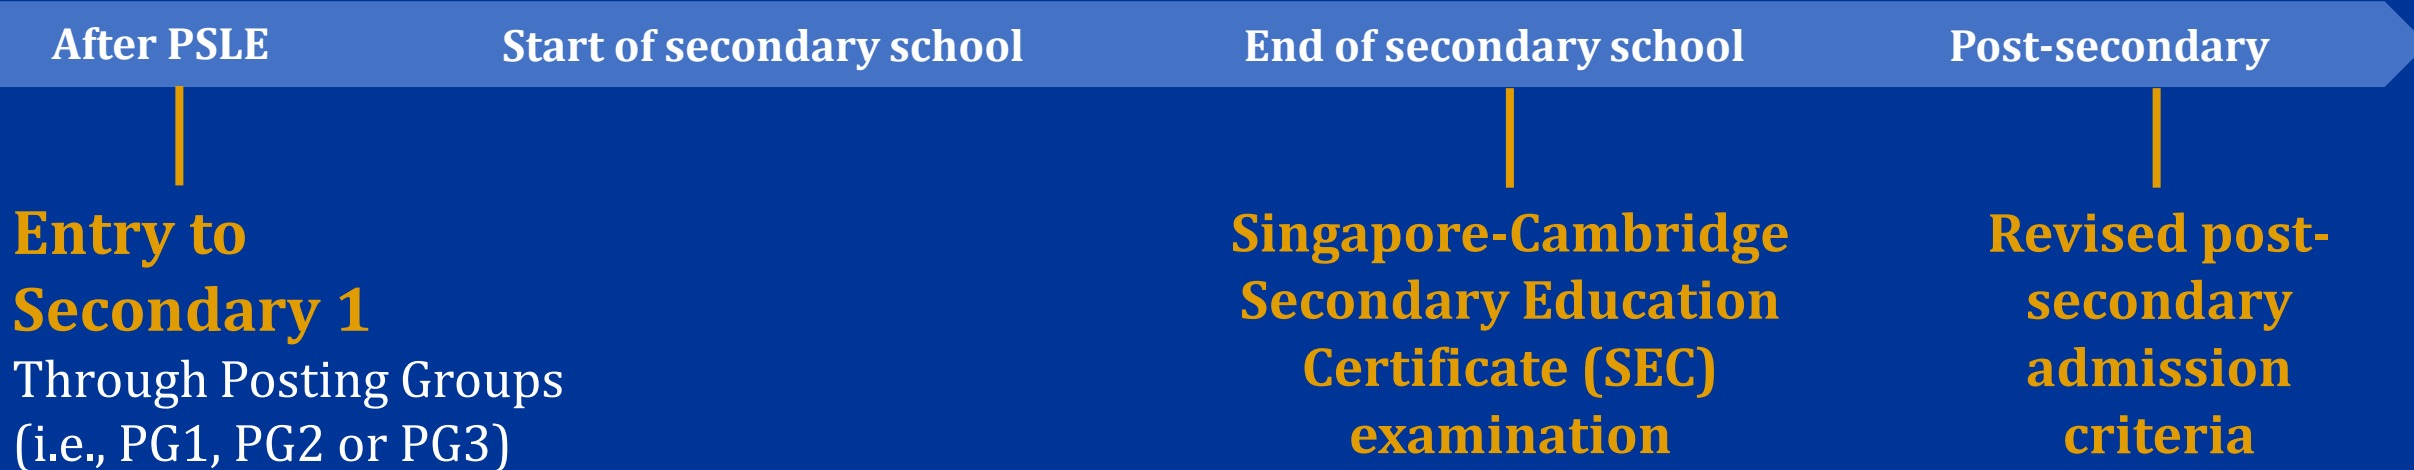 After PSLE
Start of secondary school
End of secondary school
Post-secondary
Entry to
Secondary 1
Through Posting Groups
(i.e., PG1, PG2 or PG3)
Singapore-Cambridge
Secondary Education
Certificate (SEC)
examination
Revised post-
secondary
admission
criteria